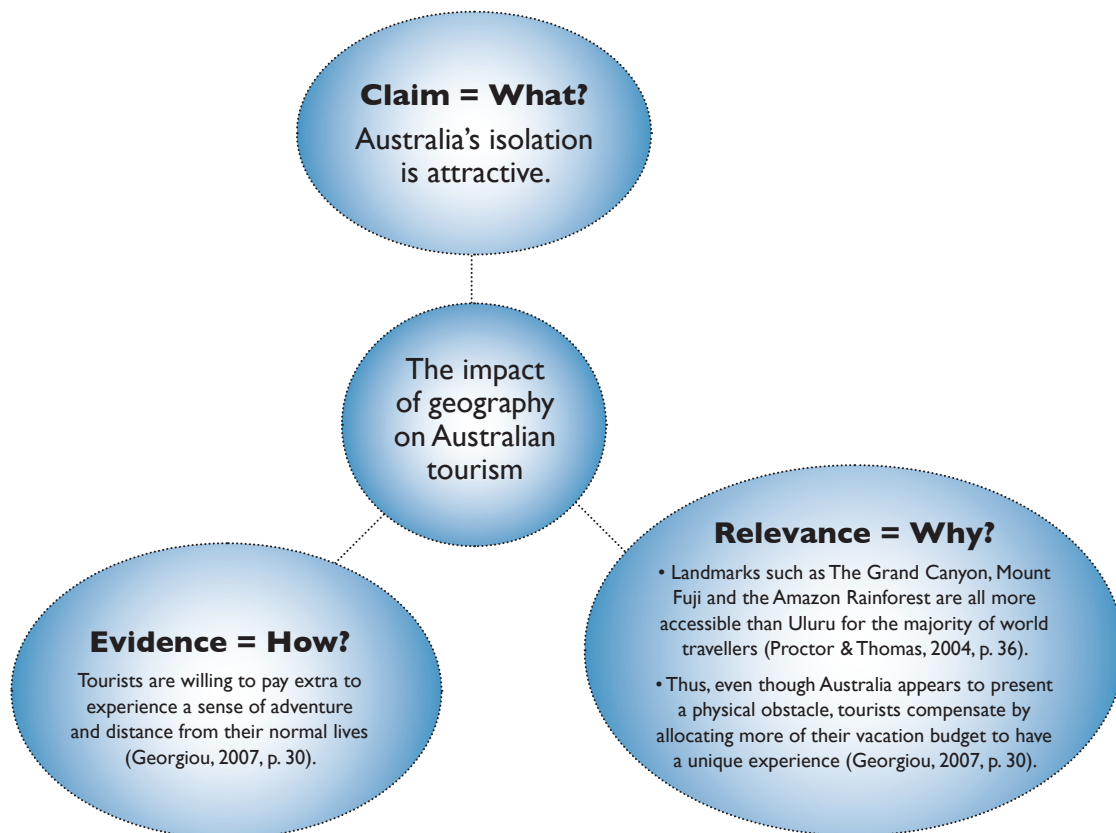 Claim = What?
Australia’s isolation
is attractive.
The impact
of geography
on Australian
tourism
Evidence = How?
Tourists are willing to pay extra to
experience a sense of adventure
and distance from their normal lives
(Georgiou, 2007, p. 30).
Relevance = Why?
• Landmarks such as The Grand Canyon, Mount
Fuji and the Amazon Rainforest are all more
accessible than Uluru for the majority of world
travellers (Proctor & Thomas, 2004, p. 36).
• Thus, even though Australia appears to present
a physical obstacle, tourists compensate by
allocating more of their vacation budget to have
a unique experience (Georgiou, 2007, p. 30).